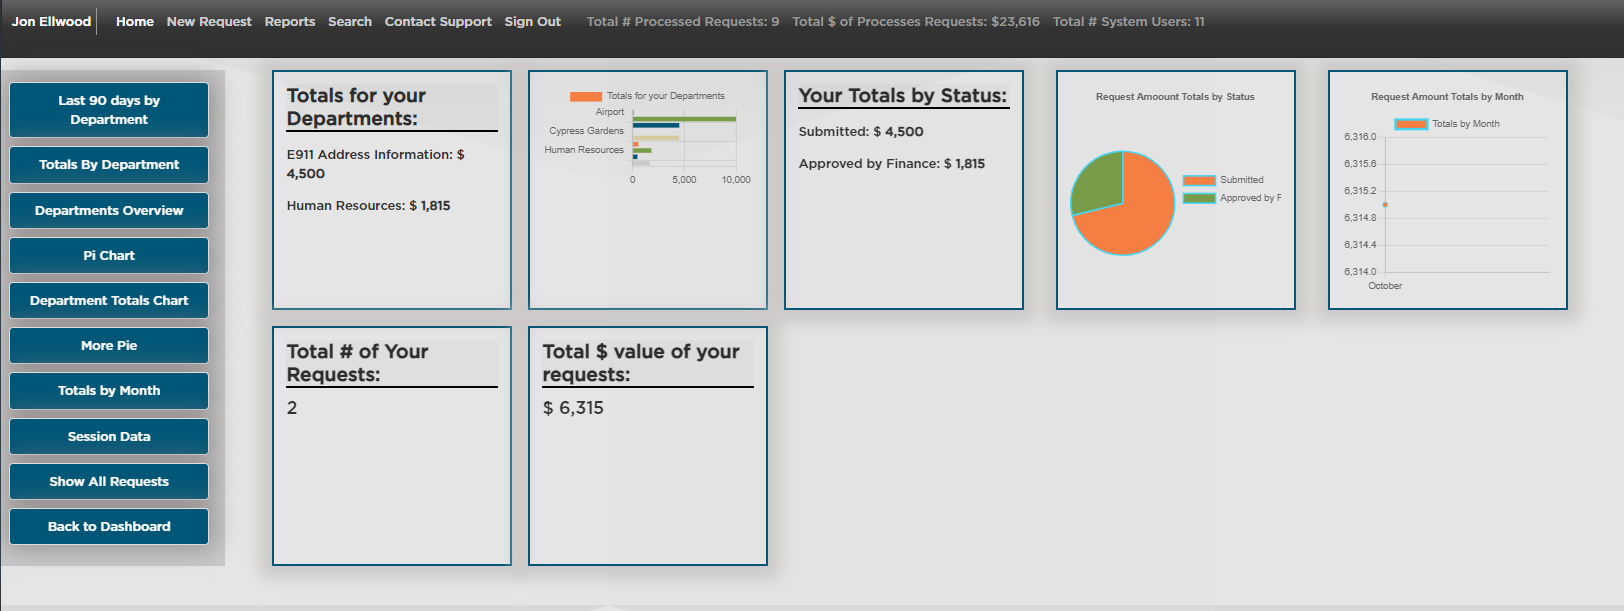 Jon Ellwood Home New Request Reports Search Contact Support Sign Out Total # Processed Requests: 9 Total $ of Processes Requests: $23,616 Total # System Users: 11
Last 90 days by
Department
Totals By Department
Departments Overview
Pi Chart
Department Totals Chart
More Pie
Totals by Month
Session Data
Show All Requests
Back to Dashboard
Totals for your
Departments:
E911 Address Information: $
4,500
Human Resources: $ 1,815
Totals for your Departments
Airport
Cypress Gardens
Human Resources
0 5,000 10,000
Your Totals by Status:
Submitted: $ 4,500
Approved by Finance: $ 1,815
Request Amoount Totals by Status
Submitted
Approved by F
Request Amount Totals by Month
Totals by Month
6,316.0
6,315.6
6,315.2
6,314.8
6,314.4
6,314.0
October
Total # of Your
Requests:
2
Total $ value of your
requests:
$ 6,315